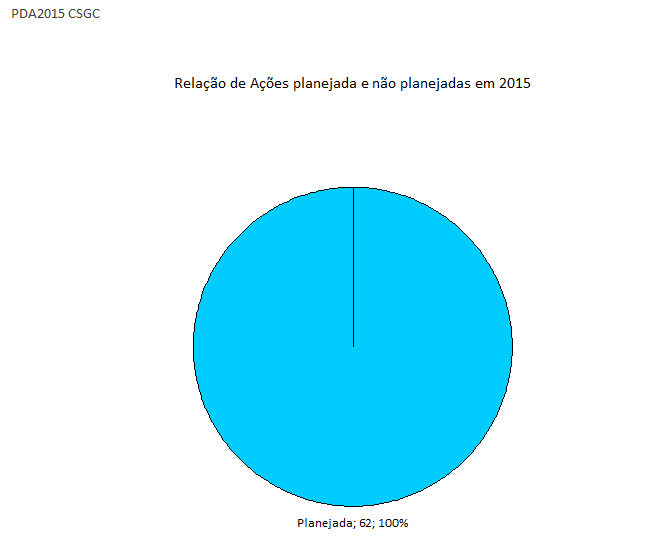 PDA2015 CSGC
Relação de Ações planejada e não planejadas em 2015
Planejada; 62; 100%